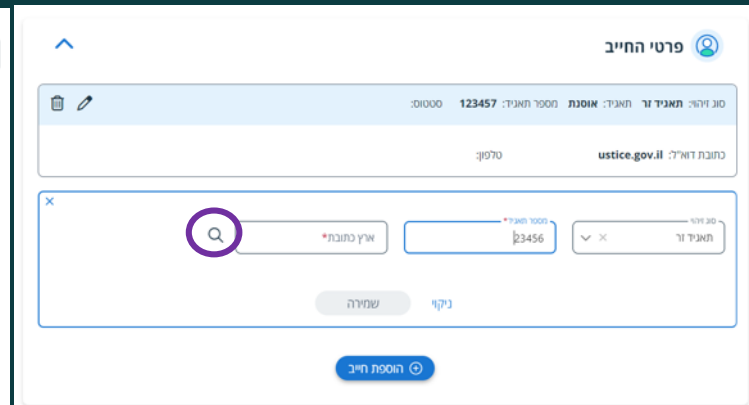 פרטי החייב
סוג זיהוי: תאגיד זר תאגיד: אוסנת מספר תאגיד: 123457 סטטוס:
כתובת דוא"ל: ustice.gov.il טלפון:
סוג זיהוי מספר תאגיד*
תאגיד זר 23456 ארץ כתובת*
ניקוי שמירה
הוספת חייב